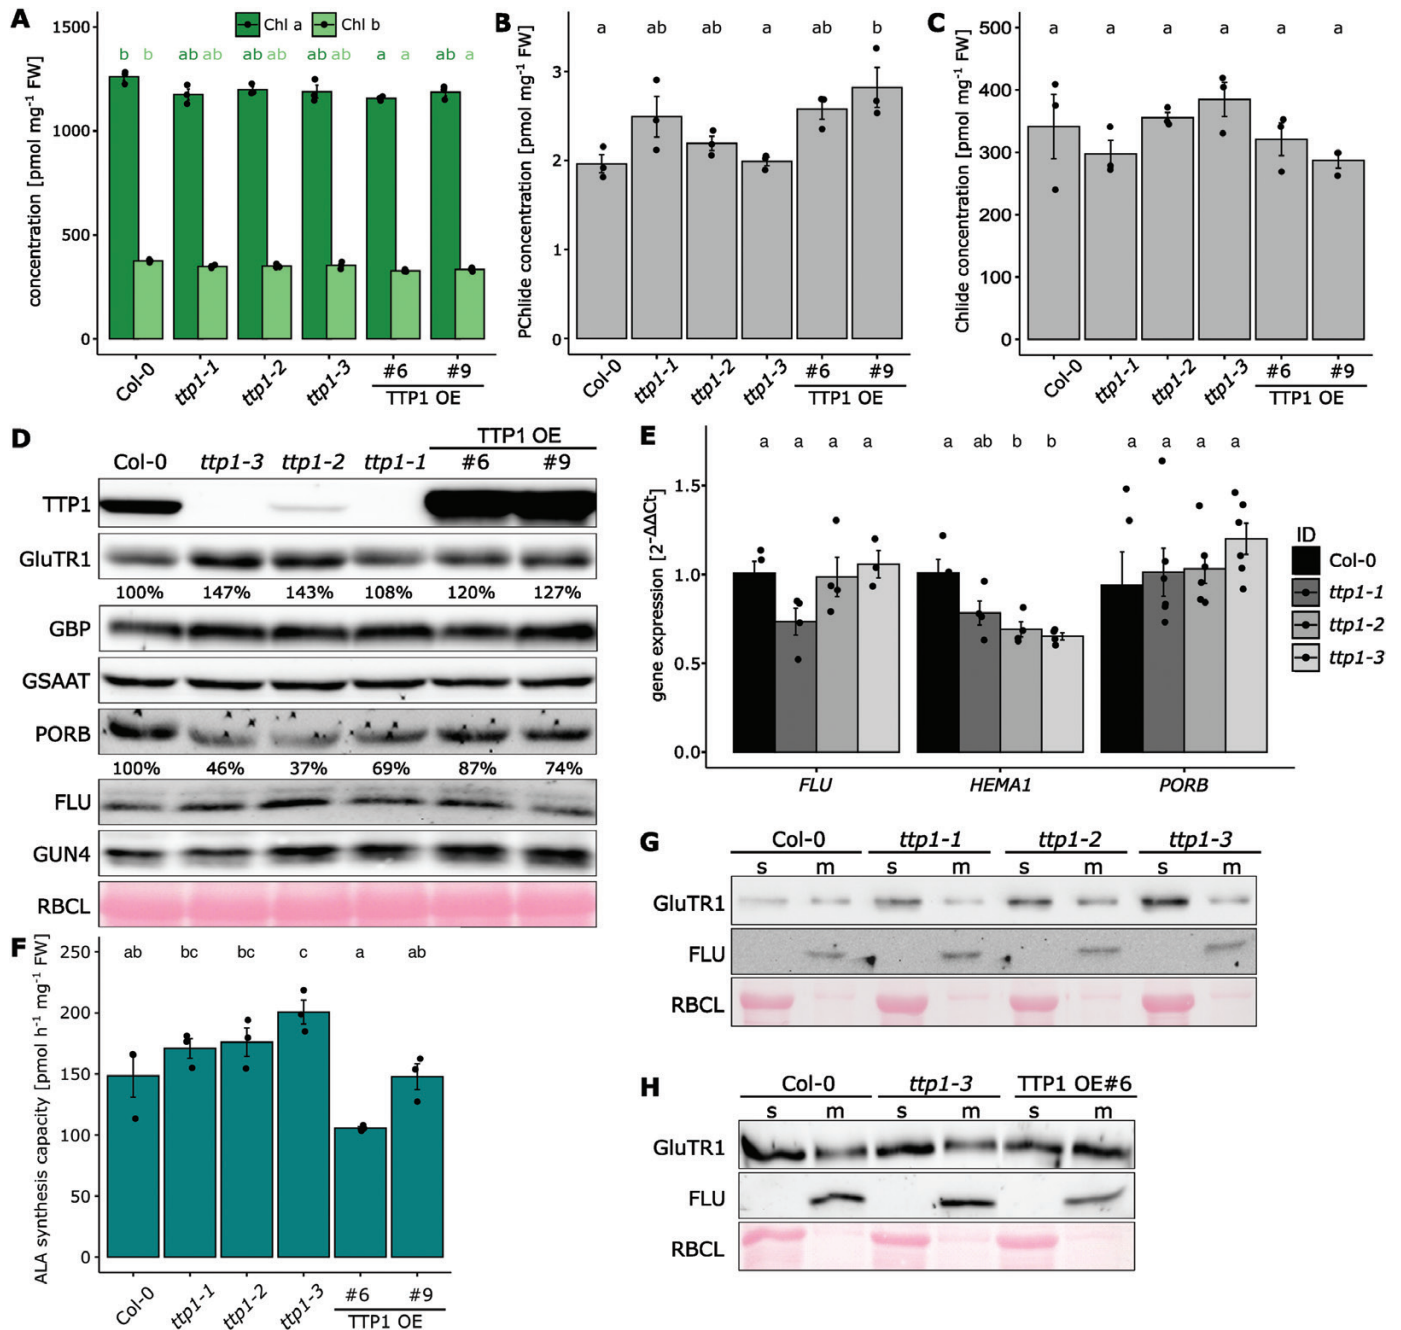 A
Chl a
Chl b
concentration [pmol mg⁻¹ FW]
1500
1000
500
0
b b ab ab ab ab ab ab a a ab a
Col-0 ttp1-1 ttp1-2 ttp1-3 #6 #9
TTP1 OE
B
PChlide concentration [pmol mg⁻¹ FW]
3
2
1
0
a ab ab a ab b
Col-0 ttp1-1 ttp1-2 ttp1-3 #6 #9
TTP1 OE
C
Chlide concentration [pmol mg⁻¹ FW]
500
400
300
200
100
0
a a a a a a
Col-0 ttp1-1 ttp1-2 ttp1-3 #6 #9
TTP1 OE
D
TTP1 OE
Col-0 ttp1-3 ttp1-2 ttp1-1 #6 #9
TTP1
GluTR1
100% 147% 143% 108% 120% 127%
GBP
GSAAT
PORB
100% 46% 37% 69% 87% 74%
FLU
GUN4
RBCL
E
gene expression [2^-ΔΔCt]
1.5
1.0
0.5
0.0
a a a a a ab b b a a a a
FLU HEMA1 PORB
ID
Col-0
ttp1-1
ttp1-2
ttp1-3
F
ALA synthesis capacity [pmol h⁻¹ mg⁻¹ FW]
250
200
150
100
50
0
ab bc bc c a ab
Col-0 ttp1-1 ttp1-2 ttp1-3 #6 #9
TTP1 OE
G
Col-0 ttp1-1 ttp1-2 ttp1-3
s m s m s m s m
GluTR1
FLU
RBCL
H
Col-0 ttp1-3 TTP1 OE#6
s m s m s m
GluTR1
FLU
RBCL